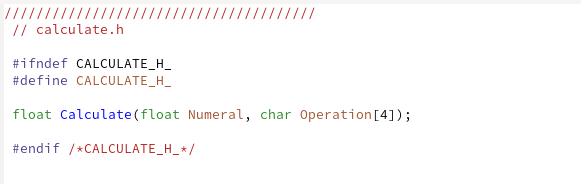 ///////////////////////////////////////
// calculate.h
#ifndef CALCULATE_H_
#define CALCULATE_H_
float Calculate(float Numeral, char Operation[4]);
#endif /*CALCULATE_H_*/